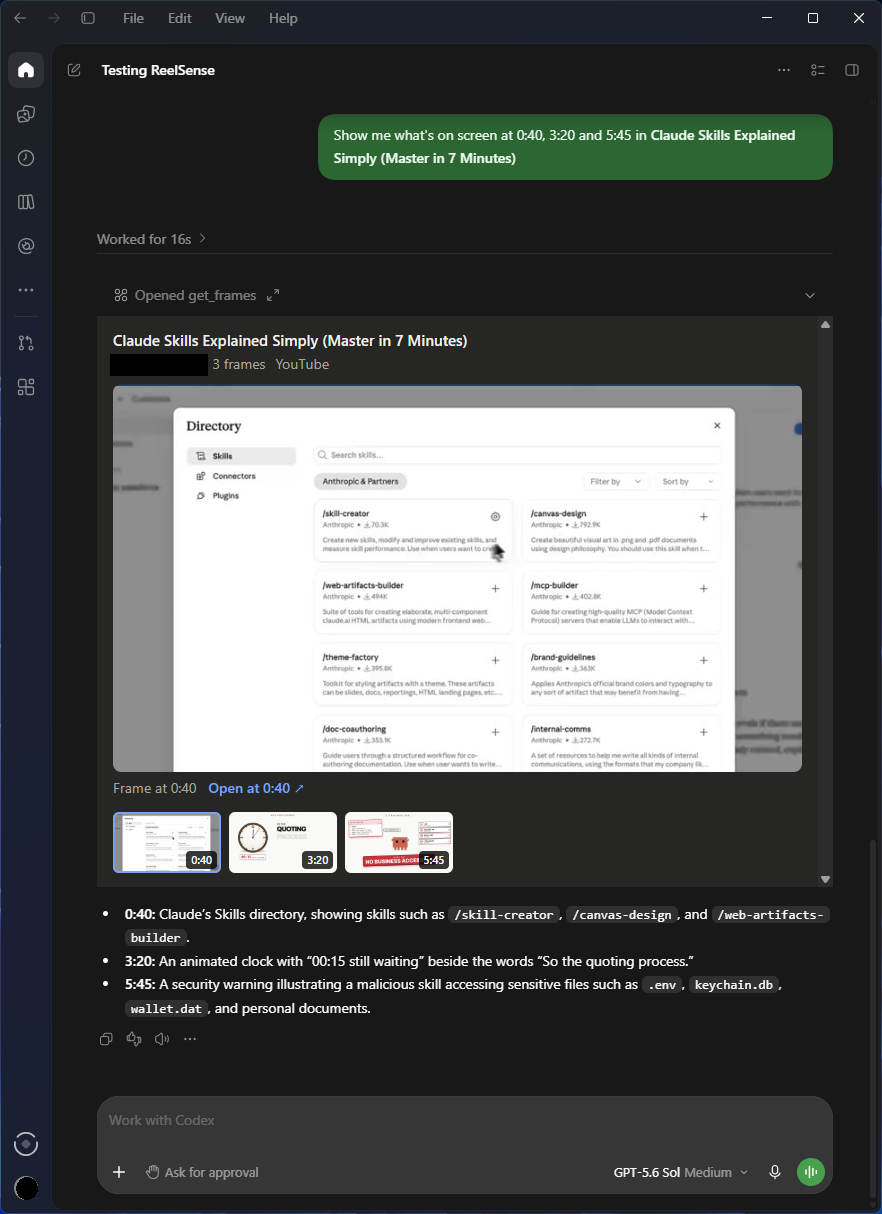 File Edit View Help
Testing ReelSense
Show me what's on screen at 0:40, 3:20 and 5:45 in Claude Skills Explained
Simply (Master in 7 Minutes)
Worked for 16s
Opened get_frames
Claude Skills Explained Simply (Master in 7 Minutes)
3 frames YouTube
Customize
Directory
Skills
Connectors
Plugins
Search skills...
Anthropic & Partners
Filter by
Sort by
/skill-creator
Anthropic • 70.3K
Create new skills, modify and improve existing skills, and
measure skill performance. Use when users want to cre
/canvas-design
Anthropic • 792.9K
Create beautiful visual art in .png and .pdf documents
using design philosophy. You should use this skill when t...
/web-artifacts-builder
Anthropic • 494K
Suite of tools for creating elaborate, multi-component
claude.ai HTML artifacts using modern frontend web...
/mcp-builder
Anthropic • 402.8K
Guide for creating high-quality MCP (Model Context
Protocol) servers that enable LLMs to interact with...
/theme-factory
Anthropic • 395.8K
Toolkit for styling artifacts with a theme. These artifacts
can be slides, docs, reportings, HTML landing pages, etc....
/brand-guidelines
Anthropic • 363K
Applies Anthropic's official brand colors and typography to
any sort of artifact that may benefit from having...
/doc-coauthoring
Anthropic • 353.1K
Guide users through a structured workflow for co-
authoring documentation. Use when user wants to write...
/internal-comms
Anthropic • 272.7K
A set of resources to help me write all kinds of internal
communications, using the formats that my company lik...
Frame at 0:40 Open at 0:40 ↗
0:40
QUOTING
PROCESS
3:20
NO BUSINESS ACCES
5:45
• 0:40: Claude's Skills directory, showing skills such as /skill-creator, /canvas-design, and /web-artifacts-
builder.
• 3:20: An animated clock with “00:15 still waiting” beside the words “So the quoting process.”
• 5:45: A security warning illustrating a malicious skill accessing sensitive files such as .env, keychain.db,
wallet.dat, and personal documents.
Work with Codex
Ask for approval
GPT-5.6 Sol Medium